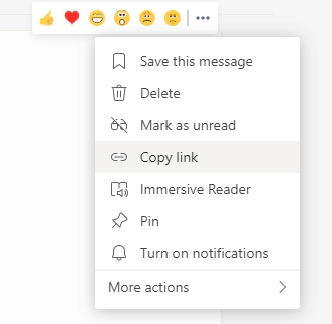 Save this message
Delete
Mark as unread
Copy link
Immersive Reader
Pin
Turn on notifications
More actions